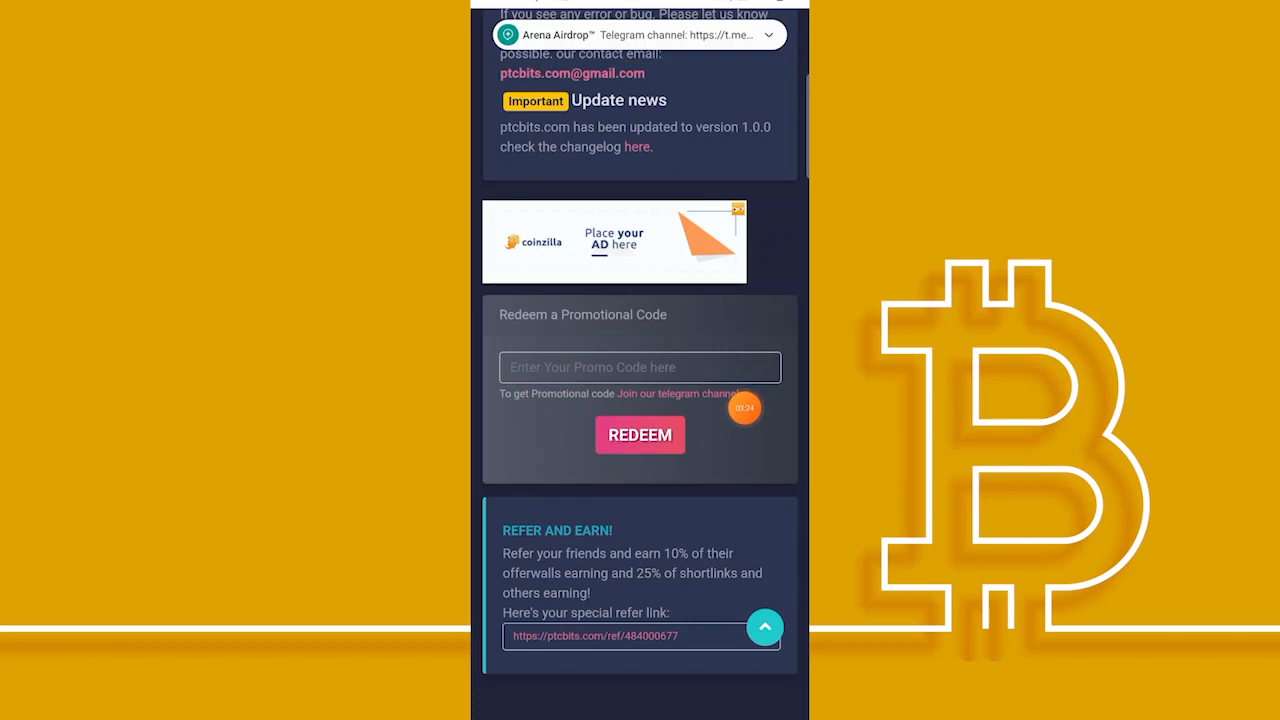 If you see any error or bug. Please let us know
Arena Airdrop™ Telegram channel: https://t.me...
possible. our contact email:
ptcbits.com@gmail.com
Important Update news
ptcbits.com has been updated to version 1.0.0
check the changelog here.
coinzilla
Place your
AD here
Redeem a Promotional Code
Enter Your Promo Code here
To get Promotional code Join our telegram channel
03:24
REDEEM
REFER AND EARN!
Refer your friends and earn 10% of their
offerwalls earning and 25% of shortlinks and
others earning!
Here's your special refer link:
https://ptcbits.com/ref/484000677